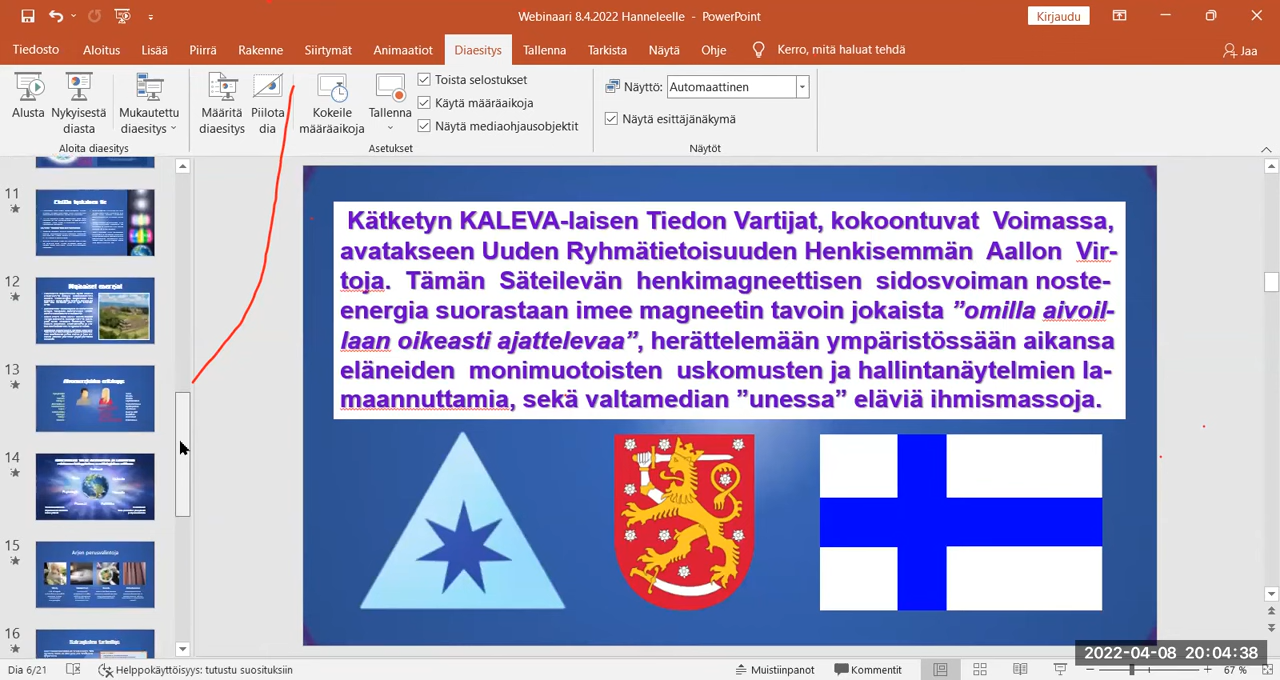 Webinaari 8.4.2022 Hanneleelle - PowerPoint
Kirjaudu
Tiedosto Aloitus Lisää Piirrä Rakenne Siirtymät Animaatiot Diaesitys Tallenna Tarkista Näytä Ohje Kerro, mitä haluat tehdä Jaa
Alusta
Nykyisestä
diasta
Mukautettu
diaesitys
Aloita diaesitys
Määritä
diaesitys
Piilota
dia
Kokeile
määräaikoja
Tallenna
Toista selostukset
Käytä määräaikoja
Näytä mediaohjausobjektit
Asetukset
Näyttö: Automaattinen
Näytä esittäjänäkymä
Näytöt
11
12
13
14
15
Arjen perusvalintoja
16
Kätketyn KALEVA-laisen Tiedon Vartijat, kokoontuvat Voimassa,
avatakseen Uuden Ryhmätietoisuuden Henkisemmän Aallon Vir-
toja. Tämän Säteilevän henkimagneettisen sidosvoiman noste-
energia suorastaan imee magneetin tavoin jokaista ”omilla aivoil-
laan oikeasti ajattelevaa”, herättelemään ympäristössään aikansa
eläneiden monimuotoisten uskomusten ja hallintanäytelmien la-
maannuttamia, sekä valtamedian ”unessa” eläviä ihmismassoja.
2022-04-08 20:04:38
Dia 6/21 Helppokäyttöisyys: tutustu suosituksiin Muistiinpanot Kommentit 67 %